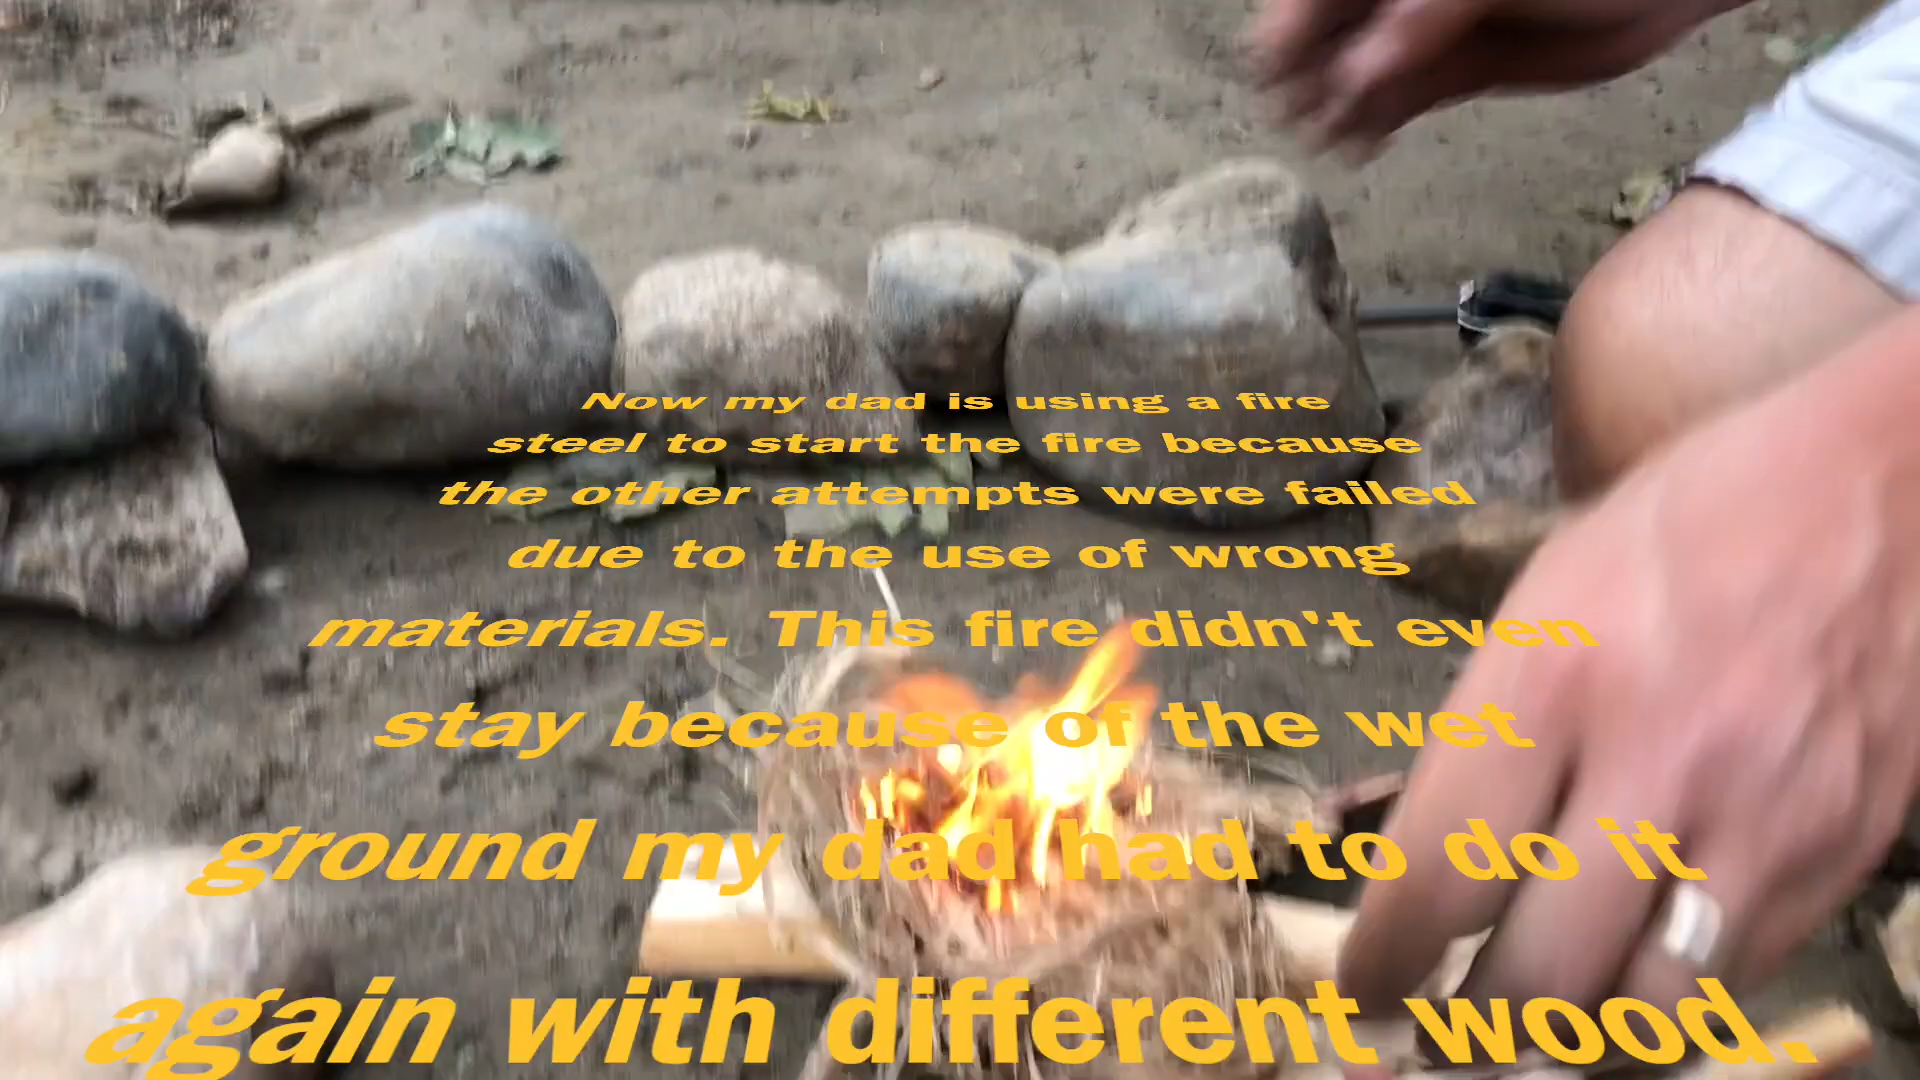 Now my dad is using a fire
steel to start the fire because
the other attempts were failed
due to the use of wrong
materials. This fire didn't even
stay because of the wet
ground my dad had to do it
again with different wood.